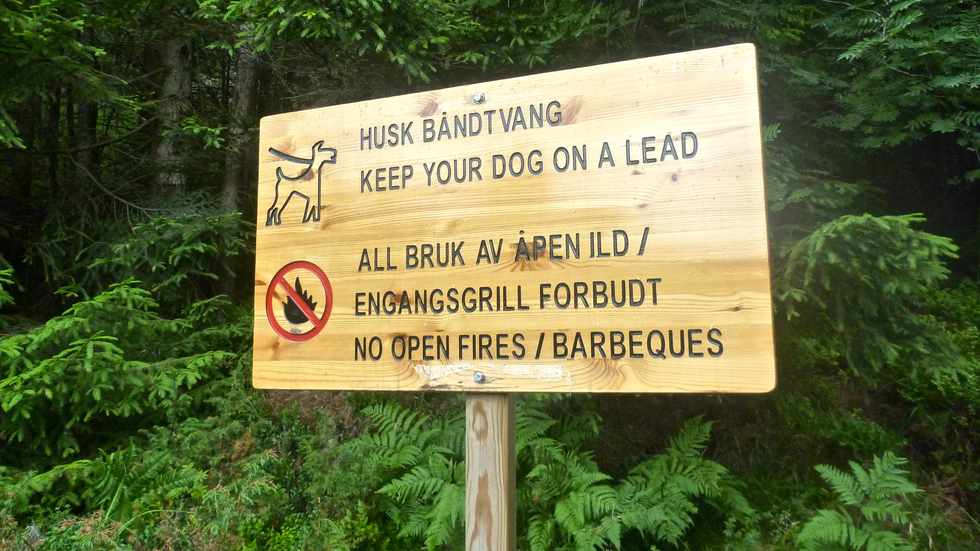 HUSK BÅNDTVANG
KEEP YOUR DOG ON A LEAD
ALL BRUK AV ÅPEN ILD /
ENGANGSGRILL FORBUDT
NO OPEN FIRES / BARBEQUES